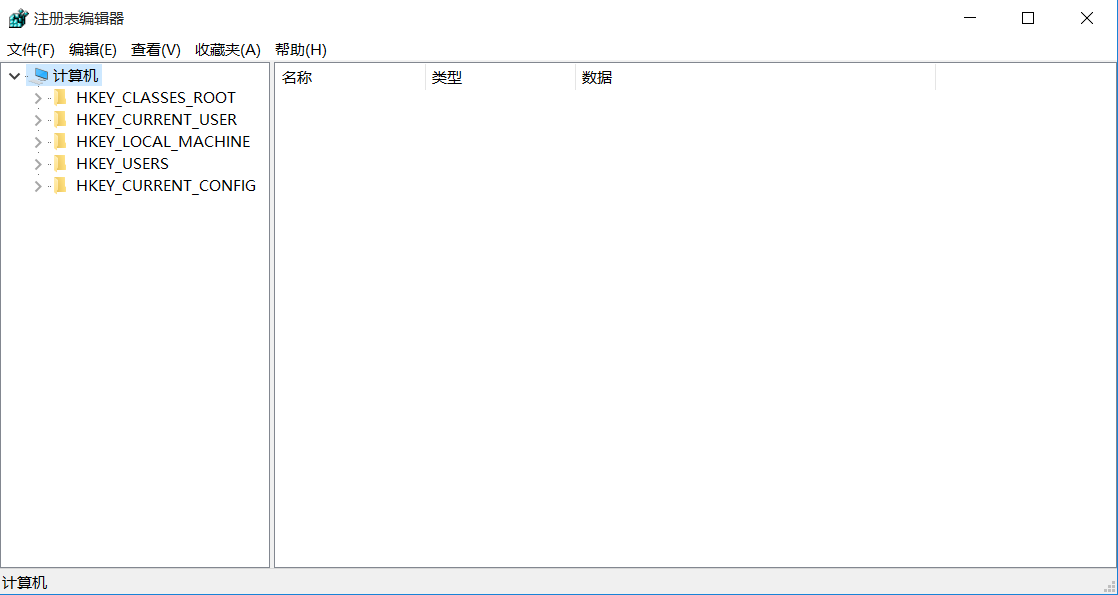 注册表编辑器
文件(F) 编辑(E) 查看(V) 收藏夹(A) 帮助(H)
计算机
HKEY_CLASSES_ROOT
HKEY_CURRENT_USER
HKEY_LOCAL_MACHINE
HKEY_USERS
HKEY_CURRENT_CONFIG
名称 类型 数据
计算机